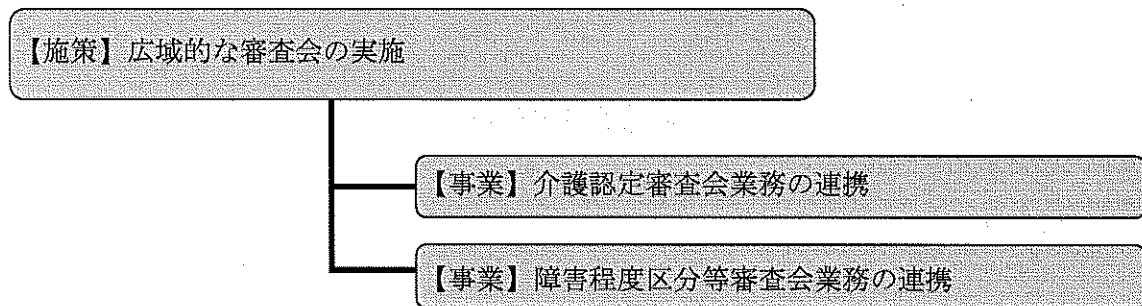 【施策】広域的な審査会の実施
【事業】介護認定審査会業務の連携
【事業】障害程度区分等審査会業務の連携